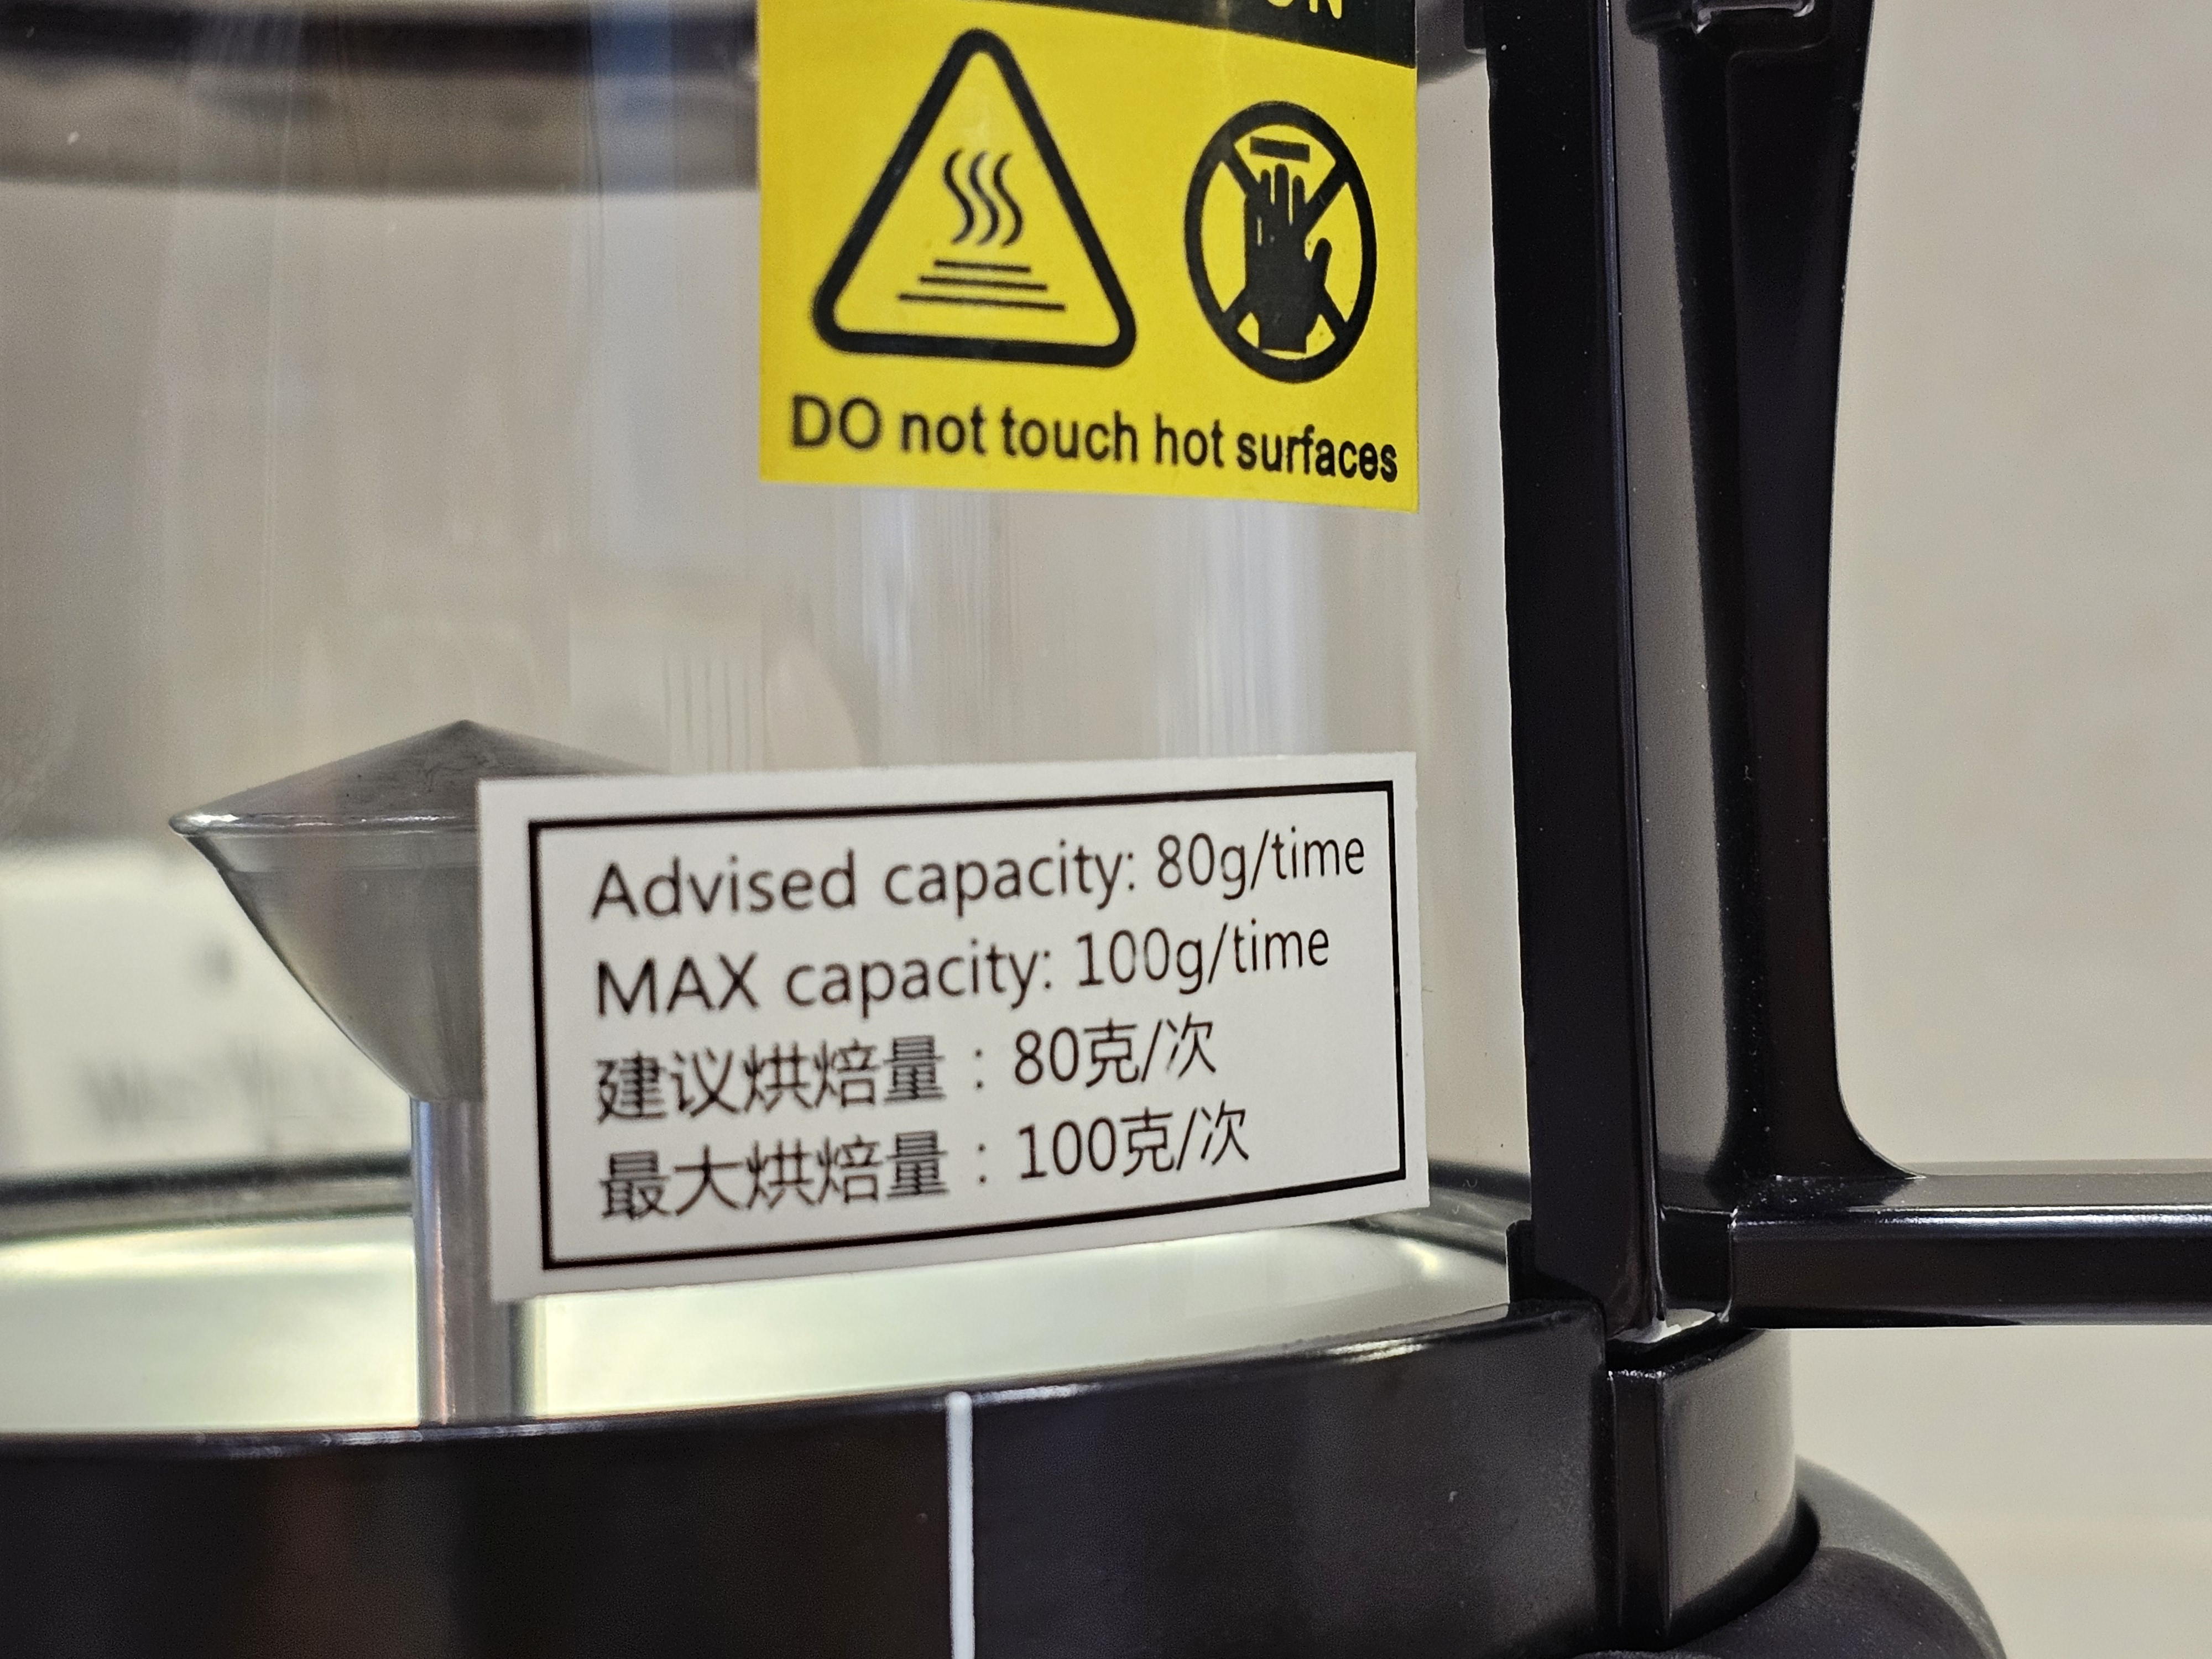 DO not touch hot surfaces
Advised capacity: 80g/time
MAX capacity: 100g/time
建议烘焙量：80克/次
最大烘焙量：100克/次